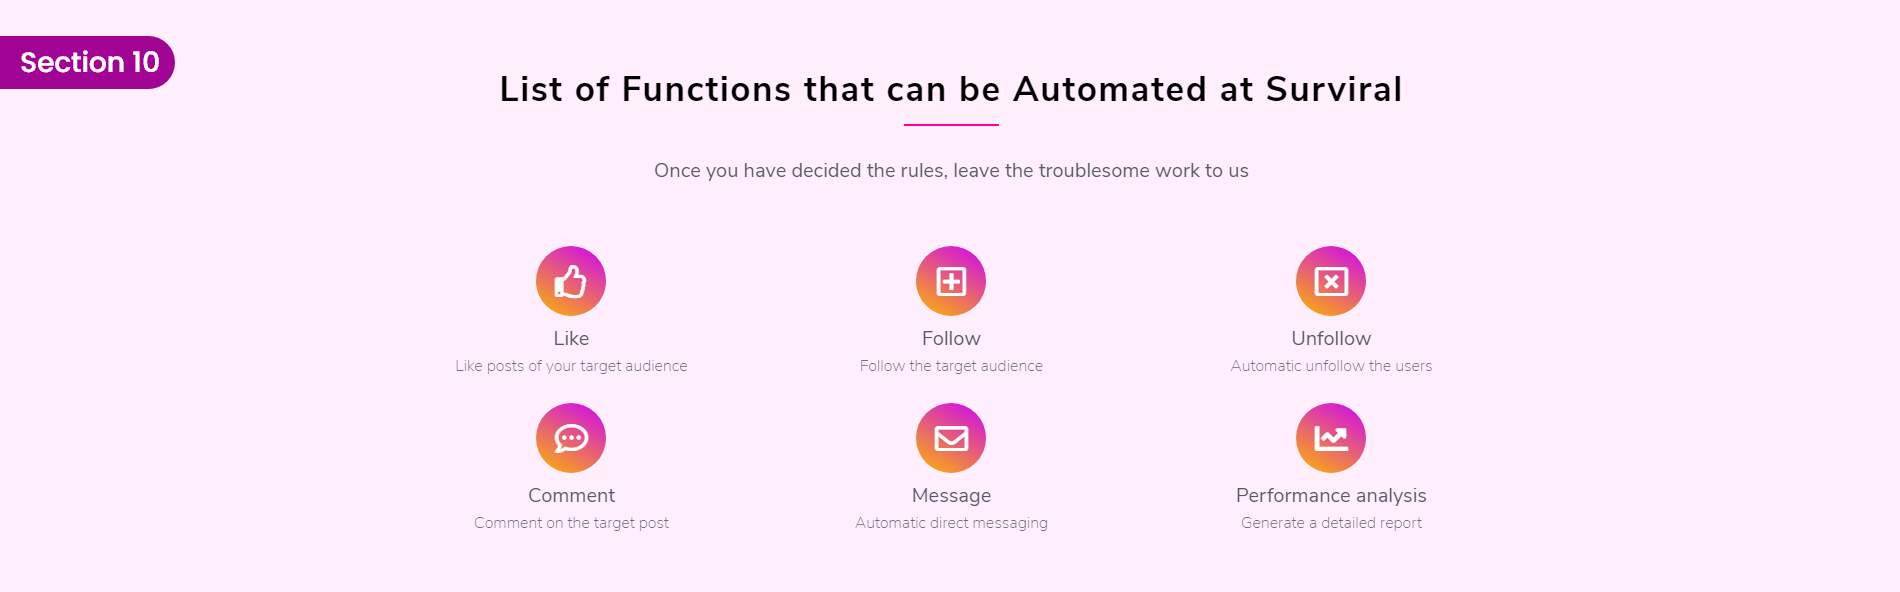 Section 10
List of Functions that can be Automated at Surviral
Once you have decided the rules, leave the troublesome work to us
Like
Like posts of your target audience
Follow
Follow the target audience
Unfollow
Automatic unfollow the users
Comment
Comment on the target post
Message
Automatic direct messaging
Performance analysis
Generate a detailed report